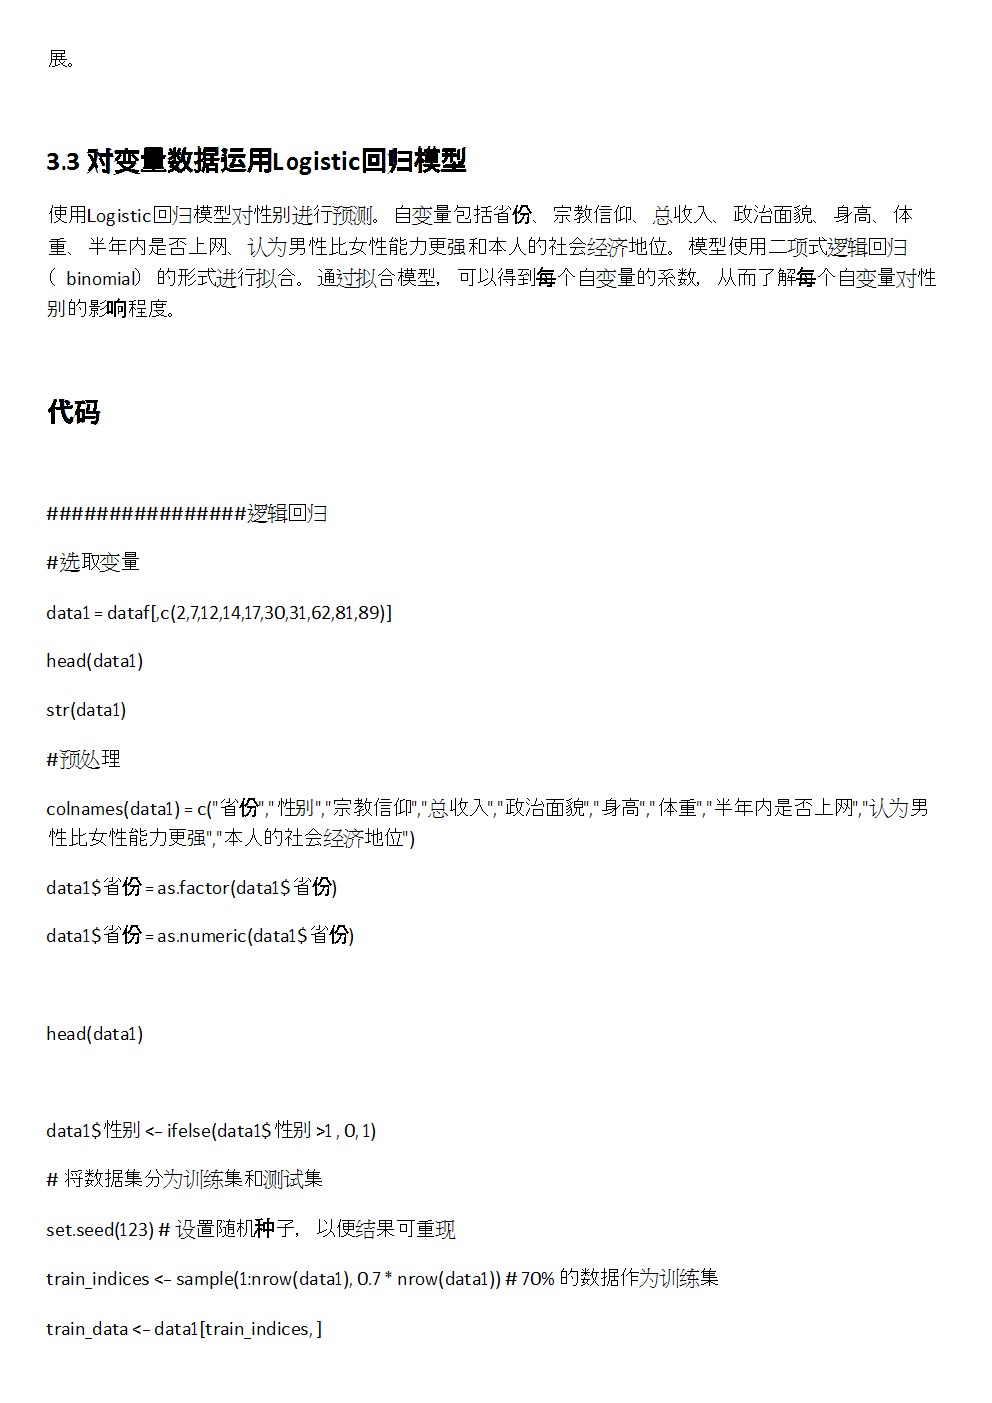 展。
3.3 对变量数据运用Logistic回归模型
使用Logistic回归模型对性别进行预测。自变量包括省份、宗教信仰、总收入、政治面貌、身高、体
重、半年内是否上网、认为男性比女性能力更强和本人的社会经济地位。模型使用二项式逻辑回归
（ binomial）的形式进行拟合。通过拟合模型，可以得到每个自变量的系数，从而了解每个自变量对性
别的影响程度。
代码
################逻辑回归
#选取变量
data1 = dataf[,c(2,7,12,14,17,30,31,62,81,89)]
head(data1)
str(data1)
#预处理
colnames(data1) = c("省份","性别","宗教信仰","总收入","政治面貌","身高","体重","半年内是否上网","认为男
性比女性能力更强","本人的社会经济地位")
data1$省份 = as.factor(data1$省份)
data1$省份 = as.numeric(data1$省份)
head(data1)
data1$性别 <- ifelse(data1$性别 >1 , 0, 1)
# 将数据集分为训练集和测试集
set.seed(123) # 设置随机种子，以便结果可重现
train_indices <- sample(1:nrow(data1), 0.7 * nrow(data1)) # 70% 的数据作为训练集
train_data <- data1[train_indices, ]